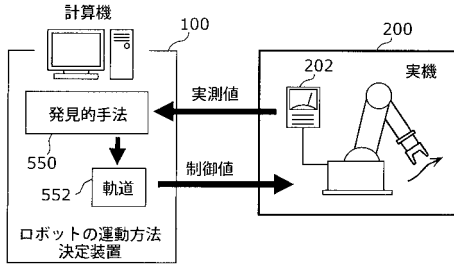 計算機
100
発見的手法
550
552
軌道
ロボットの運動方法
決定装置
実測値
制御値
200
202
実機